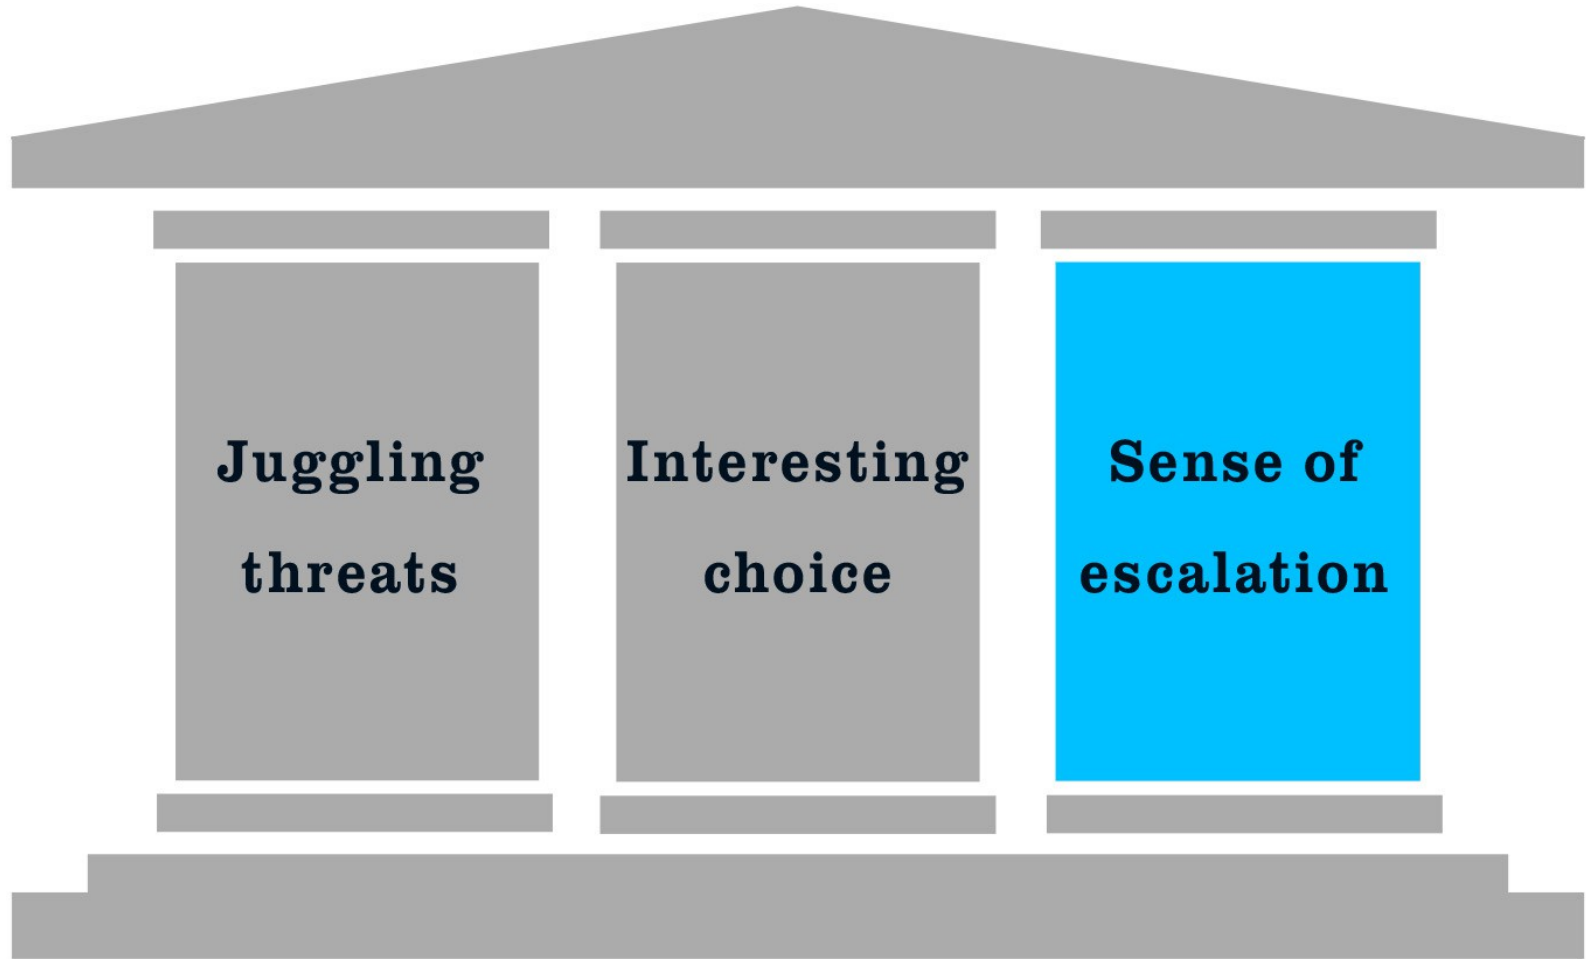 Juggling
threats
Interesting
choice
Sense of
escalation